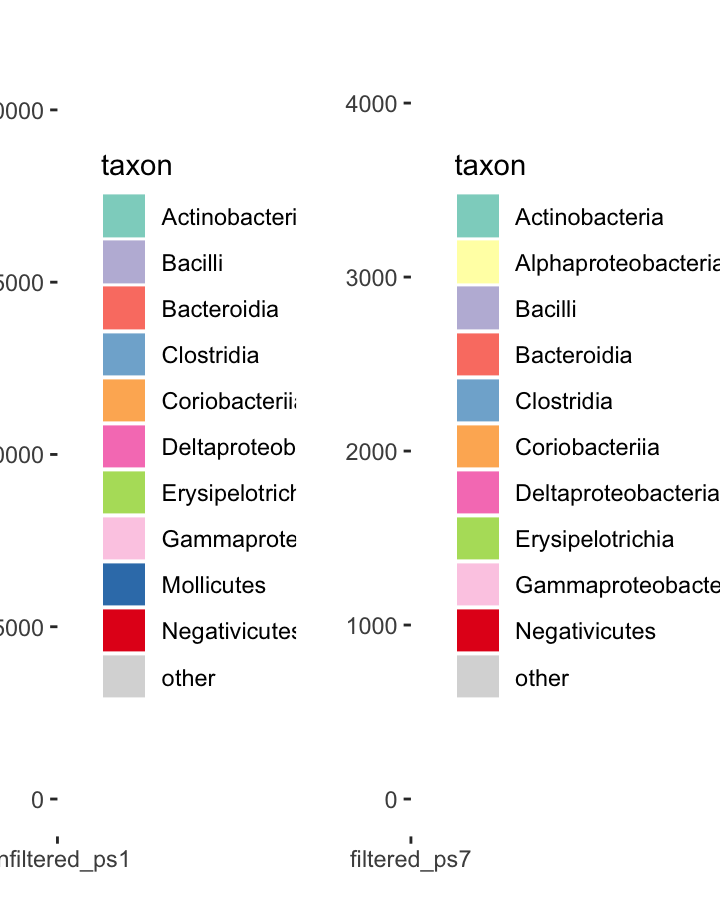 0000
taxon
Actinobacteri
Bacilli
5000
Bacteroidia
Clostridia
Coriobacteriia
0000
Deltaproteob
Erysipelotrich
Gammaprote
Mollicutes
5000
Negativicutes
other
0
nfiltered_ps1
4000
taxon
Actinobacteria
Alphaproteobacteria
3000
Bacilli
Bacteroidia
Clostridia
2000
Coriobacteriia
Deltaproteobacteria
Erysipelotrichia
Gammaproteobacte
1000
Negativicutes
other
0
filtered_ps7